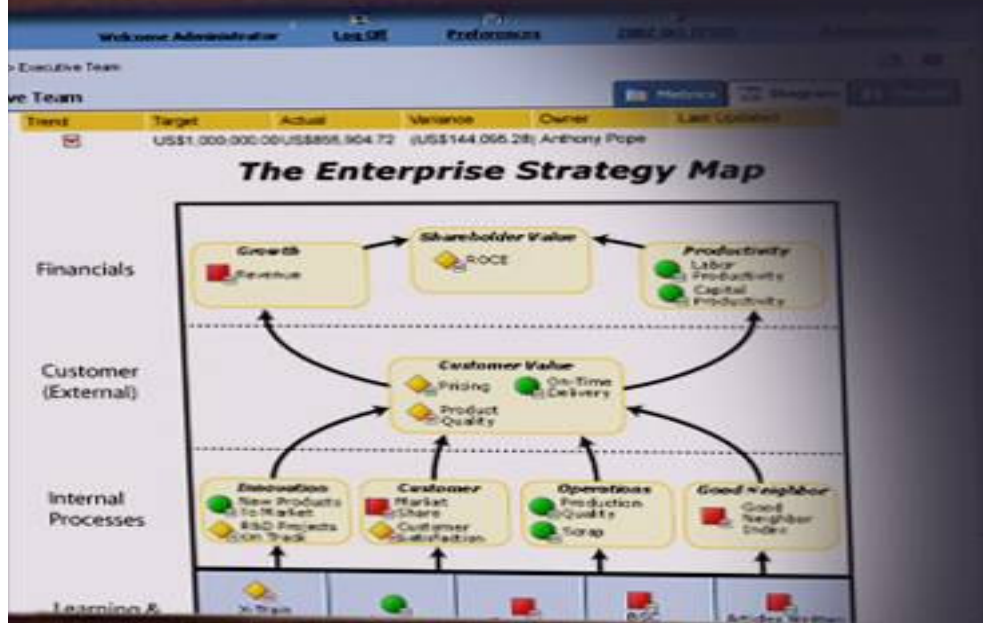 Welcome Administrator Log Off Preferences
> Executive Team
ve Team
Metrics Diagram
Trend Target Actual Variance Owner Last Updated
US$1,000,000.00 US$855,904.72 (US$144,095.28) Anthony Pope
The Enterprise Strategy Map
Financials
Growth
Revenue
Shareholder Value
ROCE
Productivity
Labor
Productivity
Capital
Productivity
Customer
(External)
Customer Value
Pricing
Product
Quality
On-Time
Delivery
Internal
Processes
Innovation
New Products
To Market
R&D Projects
On Track
Customer
Market
Share
Customer
Satisfaction
Operations
Production
Quality
Scrap
Good Neighbor
Good
Neighbor
Index
Learning &
X-Train
Articles Written